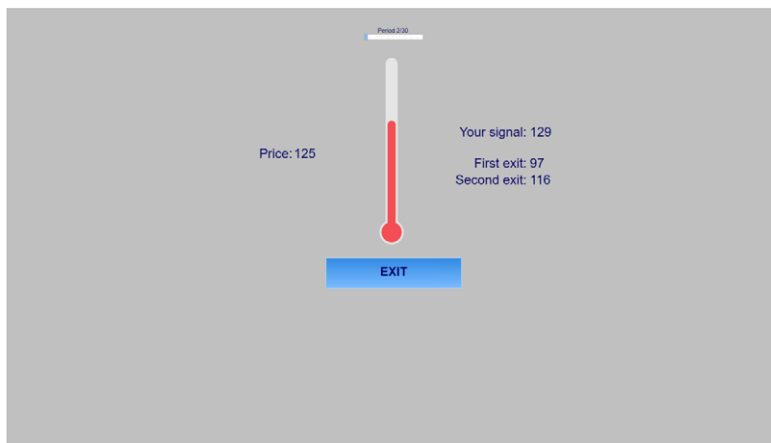 Period 2/30
Your signal: 129
Price: 125
First exit: 97
Second exit: 116
EXIT